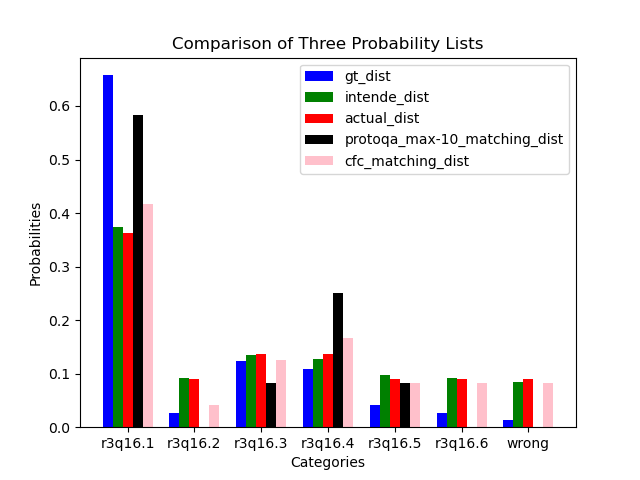 Comparison of Three Probability Lists
gt_dist
intende_dist
actual_dist
protoqa_max-10_matching_dist
cfc_matching_dist
Probabilities
0.6
0.5
0.4
0.3
0.2
0.1
0.0
r3q16.1 r3q16.2 r3q16.3 r3q16.4 r3q16.5 r3q16.6 wrong
Categories